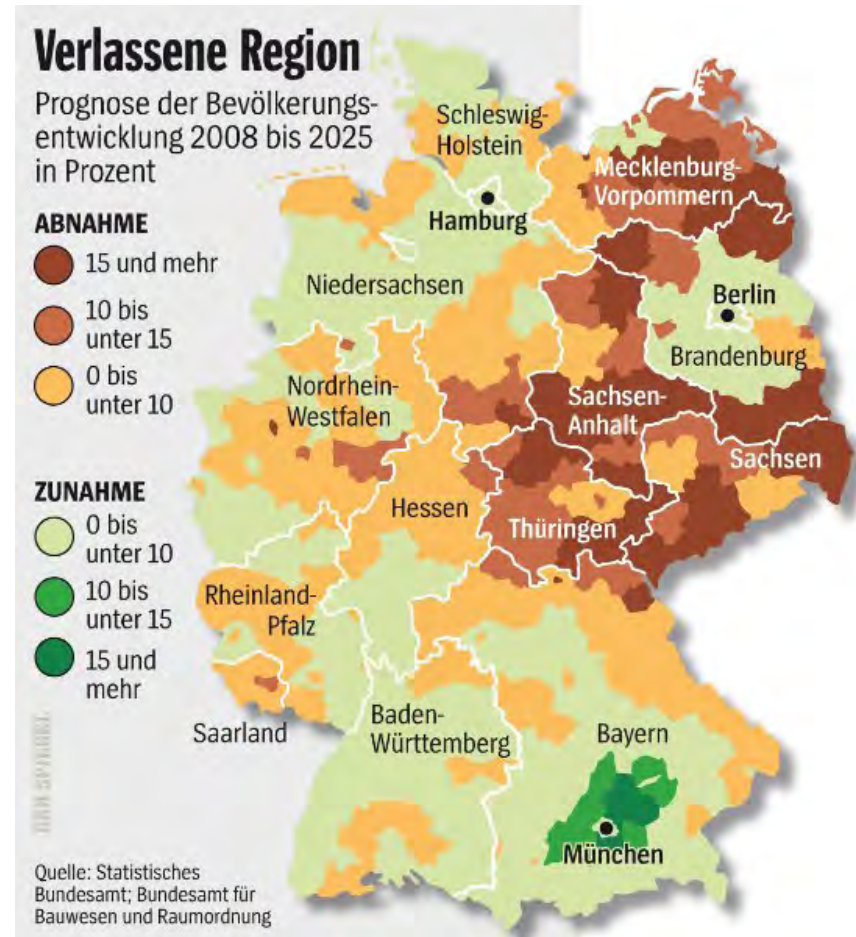 Verlassene Region
Prognose der Bevölkerungs-
entwicklung 2008 bis 2025
in Prozent
ABNAHME
15 und mehr
10 bis
unter 15
0 bis
unter 10
ZUNAHME
0 bis
unter 10
10 bis
unter 15
15 und
mehr
Schleswig-
Holstein
Mecklenburg-
Vorpommern
Hamburg
Niedersachsen
Berlin
Brandenburg
Nordrhein-
Westfalen
Sachsen-
Anhalt
Sachsen
Hessen
Thüringen
Rheinland-
Pfalz
Saarland
Baden-
Württemberg
Bayern
München
DER SPIEGEL
Quelle: Statistisches
Bundesamt; Bundesamt für
Bauwesen und Raumordnung